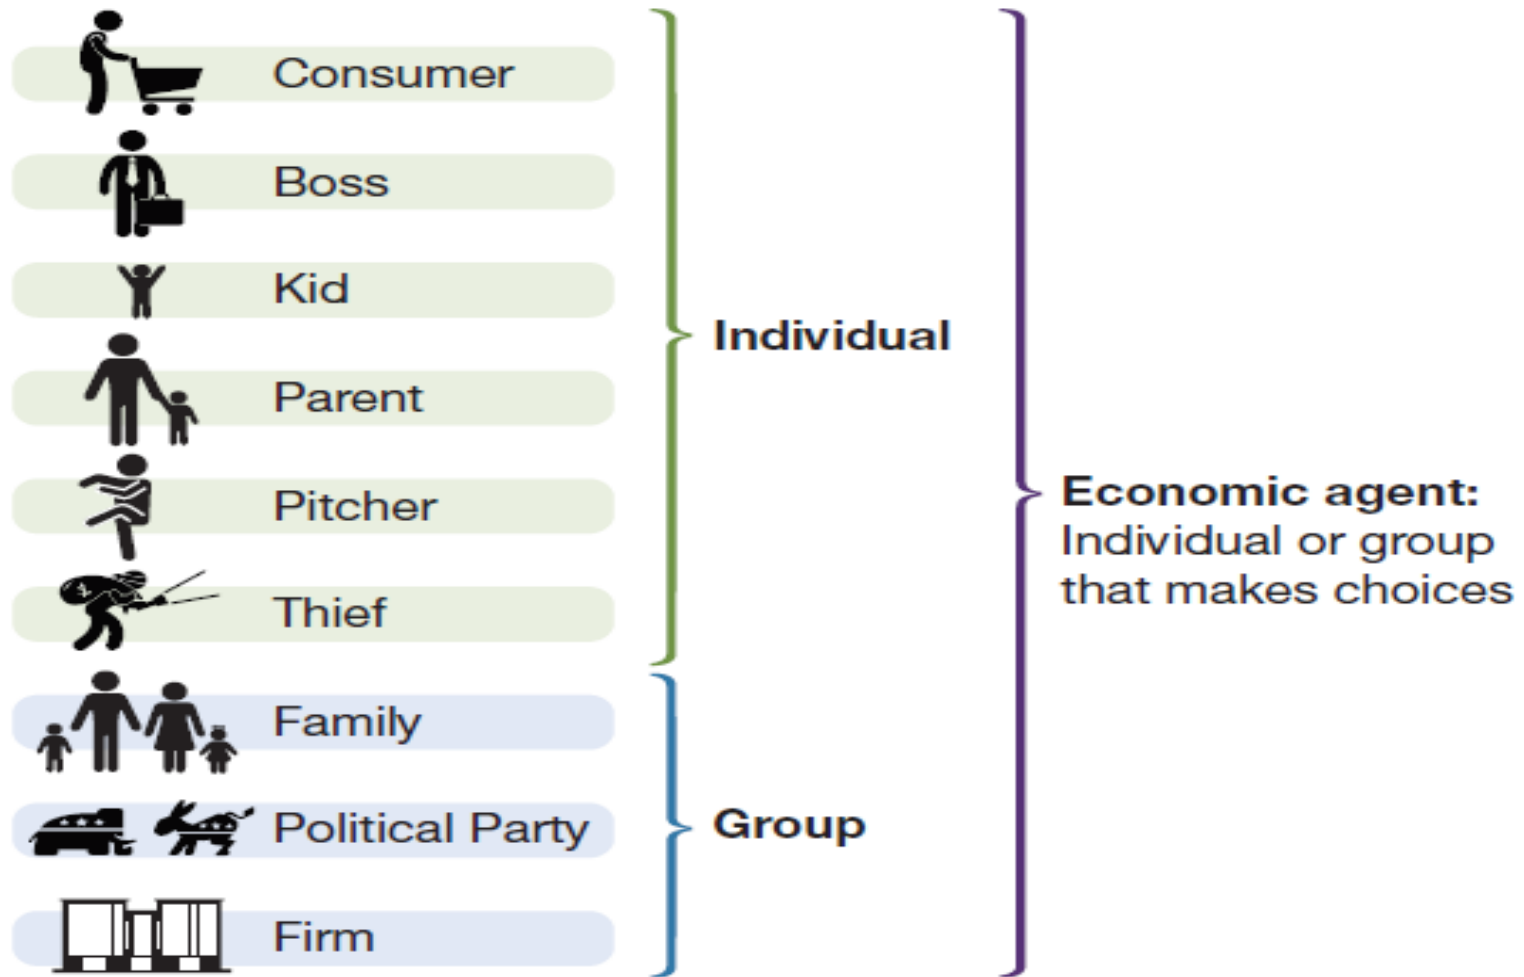 Consumer
Boss
Kid
Parent
Pitcher
Thief
Family
Political Party
Firm
Individual
Group
Economic agent:
Individual or group
that makes choices